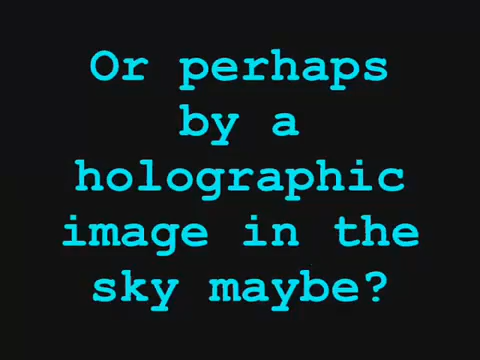 Or perhaps
by a
holographic
image in the
sky maybe?